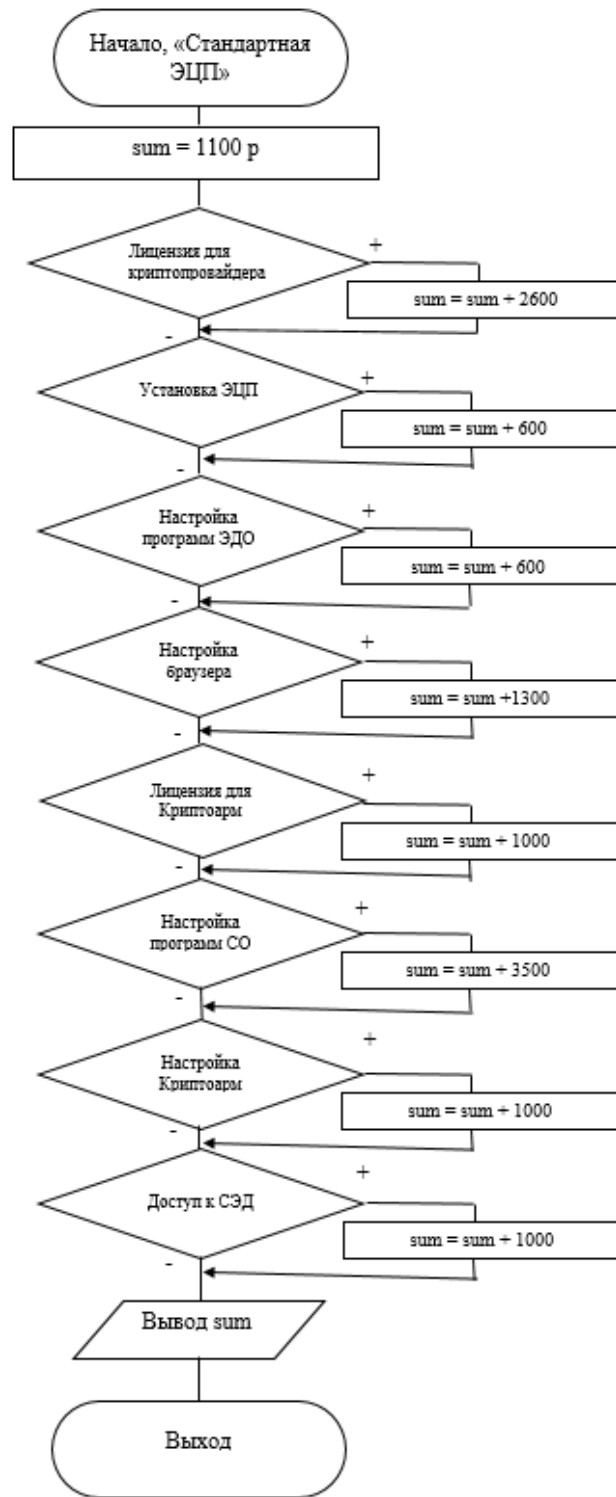 Начало, «Стандартная
ЭЦП»
sum = 1100 р
Лицензия для
криптопровайдера
+
sum = sum + 2600
-
Установка ЭЦП
+
sum = sum + 600
-
Настройка
программ ЭДО
+
sum = sum + 600
-
Настройка
браузера
+
sum = sum +1300
-
Лицензия для
Криптоарм
+
sum = sum + 1000
-
Настройка
программ СО
+
sum = sum + 3500
-
Настройка
Криптоарм
+
sum = sum + 1000
-
Доступ к СЭД
+
sum = sum + 1000
-
Вывод sum
Выход